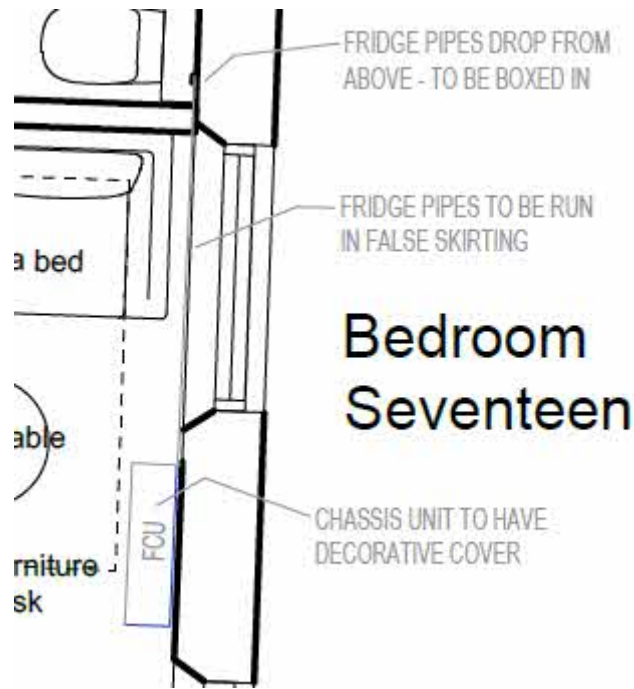 FRIDGE PIPES DROP FROM
ABOVE - TO BE BOXED IN
FRIDGE PIPES TO BE RUN
IN FALSE SKIRTING
a bed
Bedroom
Seventeen
able
FCU
CHASSIS UNIT TO HAVE
DECORATIVE COVER
rniture
sk